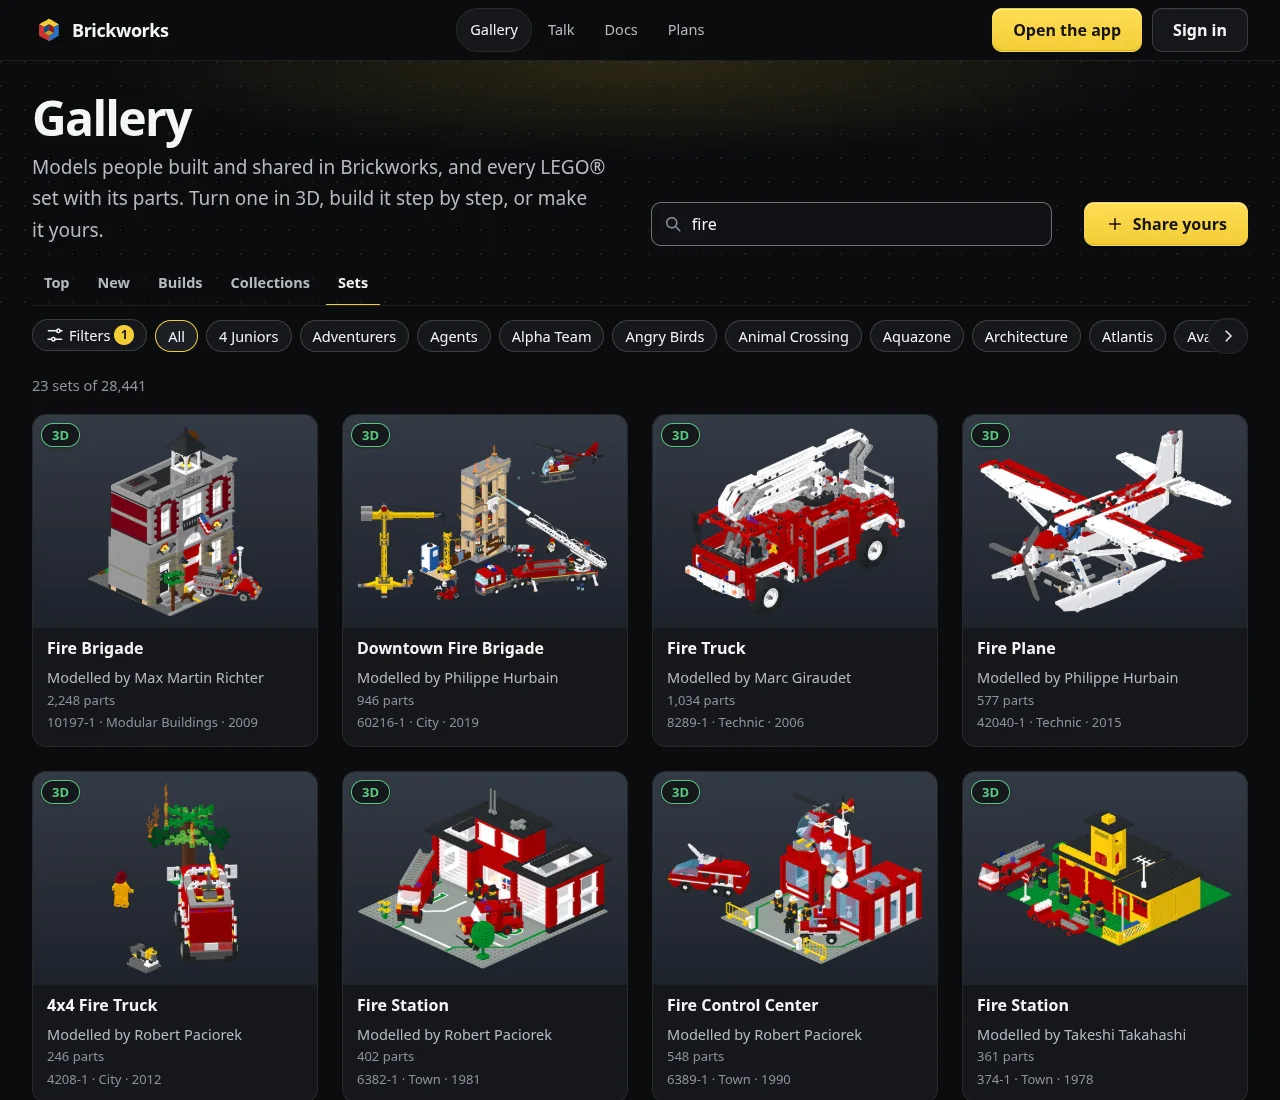 Brickworks
Gallery
Talk
Docs
Plans
Open the app
Sign in
Gallery
Models people built and shared in Brickworks, and every LEGO®
set with its parts. Turn one in 3D, build it step by step, or make
it yours.
fire
Share yours
Top
New
Builds
Collections
Sets
Filters 1
All
4 Juniors
Adventurers
Agents
Alpha Team
Angry Birds
Animal Crossing
Aquazone
Architecture
Atlantis
23 sets of 28,441
3D
Fire Brigade
Modelled by Max Martin Richter
2,248 parts
10197-1 · Modular Buildings · 2009
3D
Downtown Fire Brigade
Modelled by Philippe Hurbain
946 parts
60216-1 · City · 2019
3D
Fire Truck
Modelled by Marc Giraudet
1,034 parts
8289-1 · Technic · 2006
3D
Fire Plane
Modelled by Philippe Hurbain
577 parts
42040-1 · Technic · 2015
3D
4x4 Fire Truck
Modelled by Robert Paciorek
246 parts
4208-1 · City · 2012
3D
Fire Station
Modelled by Robert Paciorek
402 parts
6382-1 · Town · 1981
3D
Fire Control Center
Modelled by Robert Paciorek
548 parts
6389-1 · Town · 1990
3D
Fire Station
Modelled by Takeshi Takahashi
361 parts
374-1 · Town · 1978